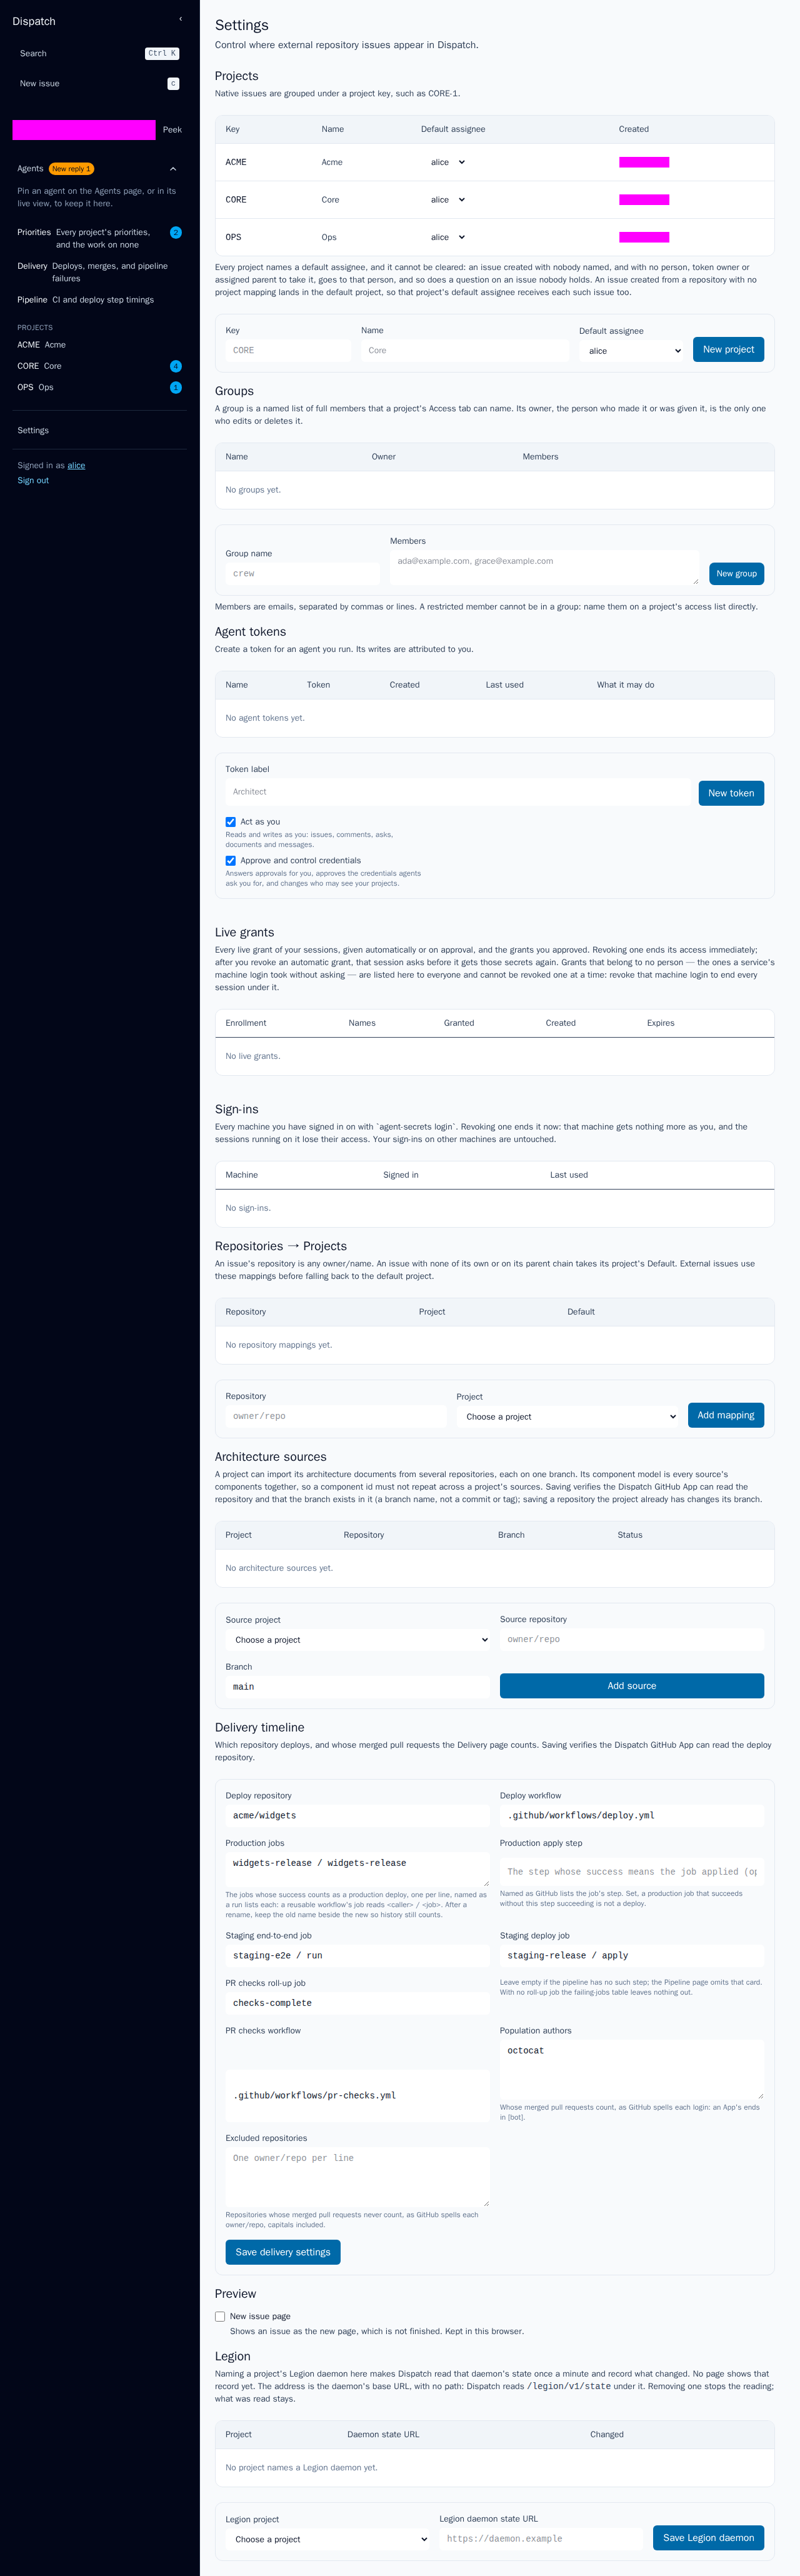 Dispatch
Search Ctrl K
New issue c
Peek
Agents New reply 1
Pin an agent on the Agents page, or in its
live view, to keep it here.
Priorities Every project's priorities, 2
and the work on none
Delivery Deploys, merges, and pipeline
failures
Pipeline CI and deploy step timings
PROJECTS
ACME Acme
CORE Core 4
OPS Ops 1
Settings
Signed in as alice
Sign out
Settings
Control where external repository issues appear in Dispatch.
Projects
Native issues are grouped under a project key, such as CORE-1.
Key Name Default assignee Created
ACME Acme alice
CORE Core alice
OPS Ops alice
Every project names a default assignee, and it cannot be cleared: an issue created with nobody named, and with no person, token owner or
assigned parent to take it, goes to that person, and so does a question on an issue nobody holds. An issue created from a repository with no
project mapping lands in the default project, so that project's default assignee receives each such issue too.
Key Name Default assignee
CORE Core alice New project
Groups
A group is a named list of full members that a project's Access tab can name. Its owner, the person who made it or was given it, is the only one
who edits or deletes it.
Name Owner Members
No groups yet.
Group name Members
crew ada@example.com, grace@example.com New group
Members are emails, separated by commas or lines. A restricted member cannot be in a group: name them on a project's access list directly.
Agent tokens
Create a token for an agent you run. Its writes are attributed to you.
Name Token Created Last used What it may do
No agent tokens yet.
Token label
Architect New token
Act as you
Reads and writes as you: issues, comments, asks,
documents and messages.
Approve and control credentials
Answers approvals for you, approves the credentials agents
ask you for, and changes who may see your projects.
Live grants
Every live grant of your sessions, given automatically or on approval, and the grants you approved. Revoking one ends its access immediately;
after you revoke an automatic grant, that session asks before it gets those secrets again. Grants that belong to no person — the ones a service's
machine login took without asking — are listed here to everyone and cannot be revoked one at a time: revoke that machine login to end every
session under it.
Enrollment Names Granted Created Expires
No live grants.
Sign-ins
Every machine you have signed in on with `agent-secrets login`. Revoking one ends it now: that machine gets nothing more as you, and the
sessions running on it lose their access. Your sign-ins on other machines are untouched.
Machine Signed in Last used
No sign-ins.
Repositories → Projects
An issue's repository is any owner/name. An issue with none of its own or on its parent chain takes its project's Default. External issues use
these mappings before falling back to the default project.
Repository Project Default
No repository mappings yet.
Repository Project
owner/repo Choose a project Add mapping
Architecture sources
A project can import its architecture documents from several repositories, each on one branch. Its component model is every source's
components together, so a component id must not repeat across a project's sources. Saving verifies the Dispatch GitHub App can read the
repository and that the branch exists in it (a branch name, not a commit or tag); saving a repository the project already has changes its branch.
Project Repository Branch Status
No architecture sources yet.
Source project Source repository
Choose a project owner/repo
Branch
main Add source
Delivery timeline
Which repository deploys, and whose merged pull requests the Delivery page counts. Saving verifies the Dispatch GitHub App can read the deploy
repository.
Deploy repository Deploy workflow
acme/widgets .github/workflows/deploy.yml
Production jobs Production apply step
widgets-release / widgets-release The step whose success means the job applied (op
The jobs whose success counts as a production deploy, one per line, named as
a run lists each: a reusable workflow's job reads <caller> / <job>. After a
rename, keep the old name beside the new so history still counts.
Named as GitHub lists the job's step. Set, a production job that succeeds
without this step succeeding is not a deploy.
Staging end-to-end job Staging deploy job
staging-e2e / run staging-release / apply
PR checks roll-up job
checks-complete
Leave empty if the pipeline has no such step; the Pipeline page omits that card.
With no roll-up job the failing-jobs table leaves nothing out.
PR checks workflow Population authors
.github/workflows/pr-checks.yml octocat
Whose merged pull requests count, as GitHub spells each login: an App's ends
in [bot].
Excluded repositories
One owner/repo per line
Repositories whose merged pull requests never count, as GitHub spells each
owner/repo, capitals included.
Save delivery settings
Preview
New issue page
Shows an issue as the new page, which is not finished. Kept in this browser.
Legion
Naming a project's Legion daemon here makes Dispatch read that daemon's state once a minute and record what changed. No page shows that
record yet. The address is the daemon's base URL, with no path: Dispatch reads /legion/v1/state under it. Removing one stops the reading;
what was read stays.
Project Daemon state URL Changed
No project names a Legion daemon yet.
Legion project Legion daemon state URL
Choose a project https://daemon.example Save Legion daemon